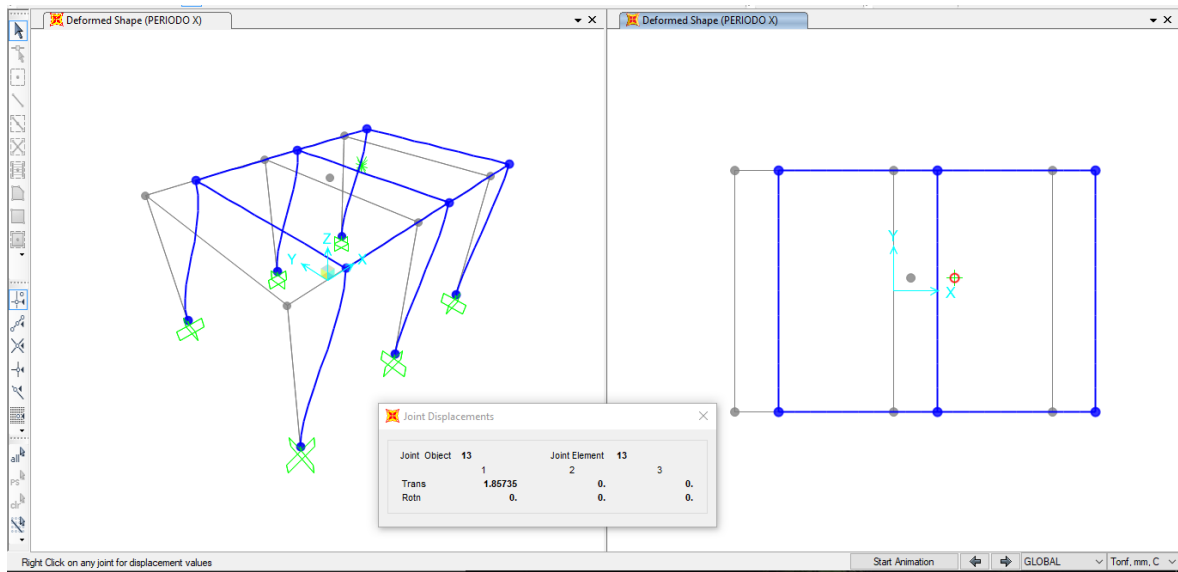 Deformed Shape (PERIODO X)
Deformed Shape (PERIODO X)
Z
Y
X
Y
X
all
ps
clr
Joint Displacements
Joint Object 13 Joint Element 13
1 2 3
Trans 1.85735 0. 0.
Rotn 0. 0. 0.
Right Click on any joint for displacement values
Start Animation
GLOBAL
Tonf, mm, C